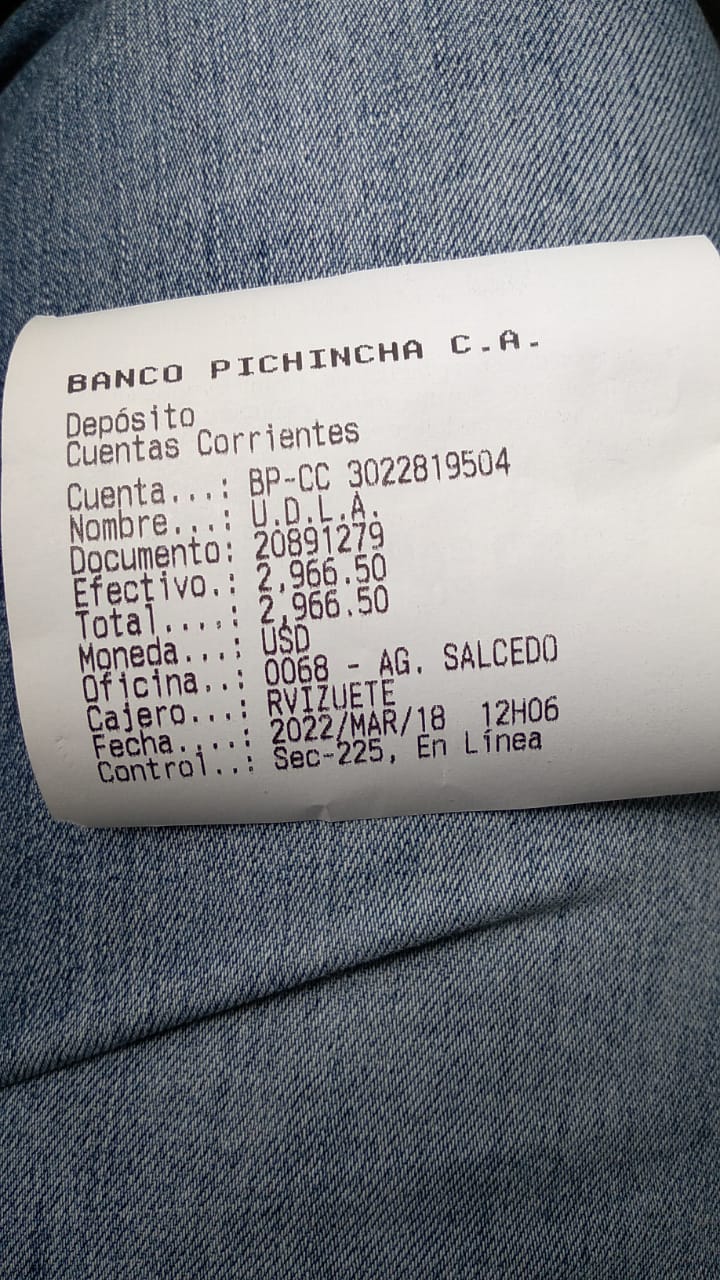 BANCO PICHINCHA C.A.
Depósito
Cuentas Corrientes
Cuenta...: BP-CC 3022819504
Nombre...: U.D.L.A.
Documento: 20891279
Efectivo.: 2,966.50
Total....: 2,966.50
Moneda...: USD
Oficina..: 0068 - AG. SALCEDO
Cajero...: RVIZUETE
Fecha....: 2022/MAR/18 12H06
Control..: Sec-225, En Línea